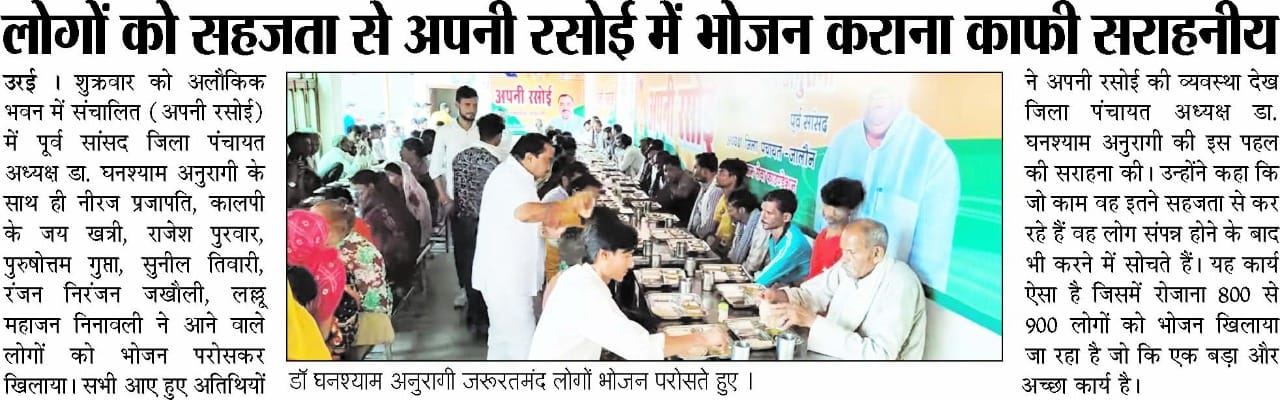 लोगों को सहजता से अपनी रसोई में भोजन कराना काफी सराहनीय
उरई । शुक्रवार को अलौकिक
भवन में संचालित ( अपनी रसोई)
में पूर्व सांसद जिला पंचायत
अध्यक्ष डा. घनश्याम अनुरागी के
साथ ही नीरज प्रजापति, कालपी
के जय खत्री, राजेश पुरवार,
पुरुषोत्तम गुप्ता, सुनील तिवारी,
रंजन निरंजन जखौली, लल्लू
महाजन निनावली ने आने वाले
लोगों को भोजन परोसकर
खिलाया। सभी आए हुए अतिथियों
अपनी रसोई
पूर्व सांसद
अध्यक्ष जिला पंचायत-जालौन
डॉ घनश्याम अनुरागी जरूरतमंद लोगों भोजन परोसते हुए ।
ने अपनी रसोई की व्यवस्था देख
जिला पंचायत अध्यक्ष डा.
घनश्याम अनुरागी की इस पहल
की सराहना की। उन्होंने कहा कि
जो काम वह इतने सहजता से कर
रहे हैं वह लोग संपन्न होने के बाद
भी करने में सोचते हैं। यह कार्य
ऐसा है जिसमें रोजाना 800 से
900 लोगों को भोजन खिलाया
जा रहा है जो कि एक बड़ा और
अच्छा कार्य है।